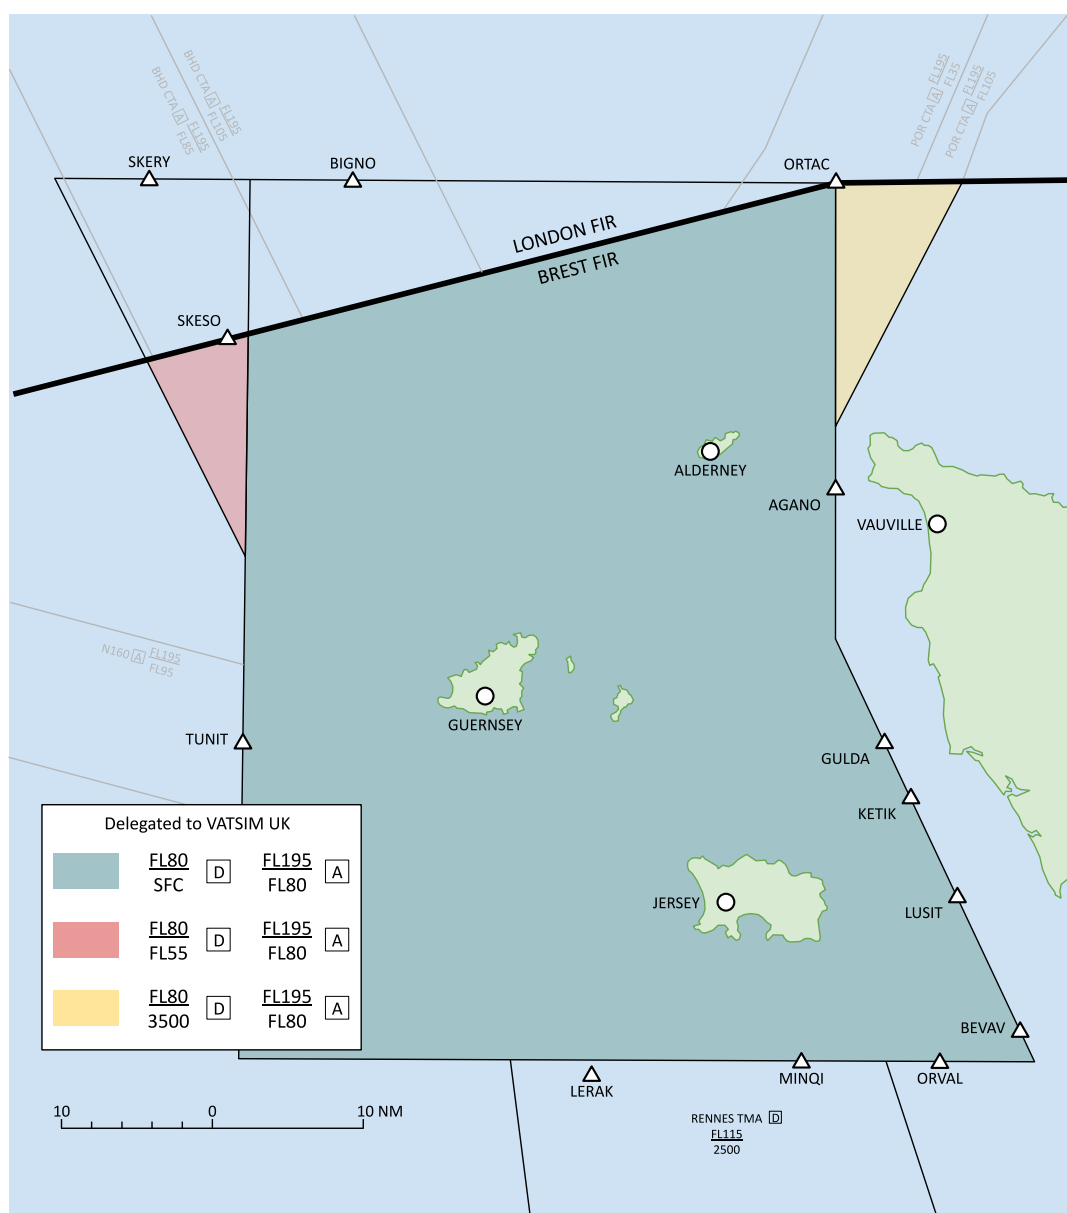 BHD CTA A FL195
FL105
BHD CTA A FL195
FL85
POR CTA A FL195
FL35
POR CTA A FL195
FL105
SKERY
BIGNO
ORTAC
LONDON FIR
BREST FIR
SKESO
ALDERNEY
AGANO
VAUVILLE
N160 A FL195
FL95
GUERNSEY
TUNIT
GULDA
KETIK
JERSEY
LUSIT
BEVAV
Delegated to VATSIM UK
FL80 D FL195 A
SFC FL80
FL80 D FL195 A
FL55 FL80
FL80 D FL195 A
3500 FL80
LERAK
MINQI
ORVAL
10 0 10 NM
RENNES TMA D
FL115
2500